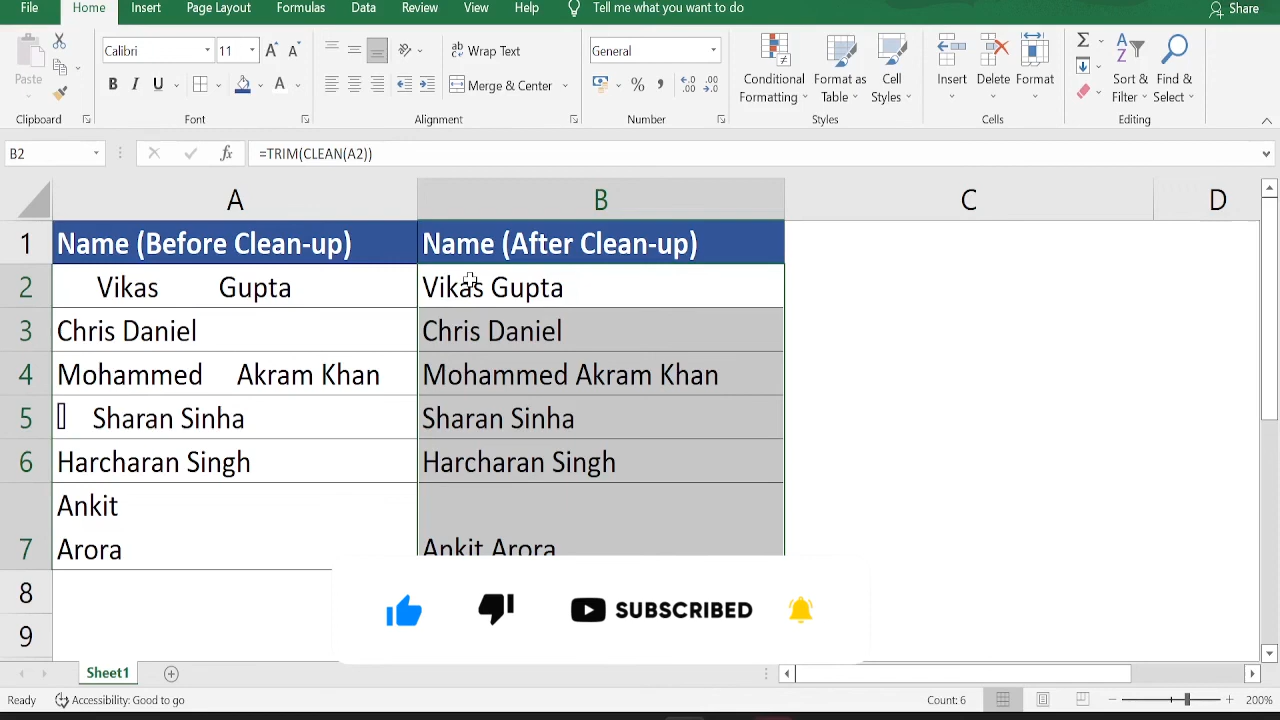 File Home Insert Page Layout Formulas Data Review View Help Tell me what you want to do Share
Paste
Calibri 11 A A
B I U A
ab Wrap Text
Merge & Center
General
% ,
Conditional Formatting
Format as Table
Cell Styles
Insert Delete Format
Sort & Filter
Find & Select
Clipboard Font Alignment Number Styles Cells Editing
B2 fx =TRIM(CLEAN(A2))
A B C D
1 Name (Before Clean-up) Name (After Clean-up)
2 Vikas Gupta Vikas Gupta
3 Chris Daniel Chris Daniel
4 Mohammed Akram Khan Mohammed Akram Khan
5 Sharan Sinha Sharan Sinha
6 Harcharan Singh Harcharan Singh
Ankit
7 Arora Ankit Arora
8
9
SUBSCRIBED
Sheet1
Ready Accessibility: Good to go Count: 6 200%